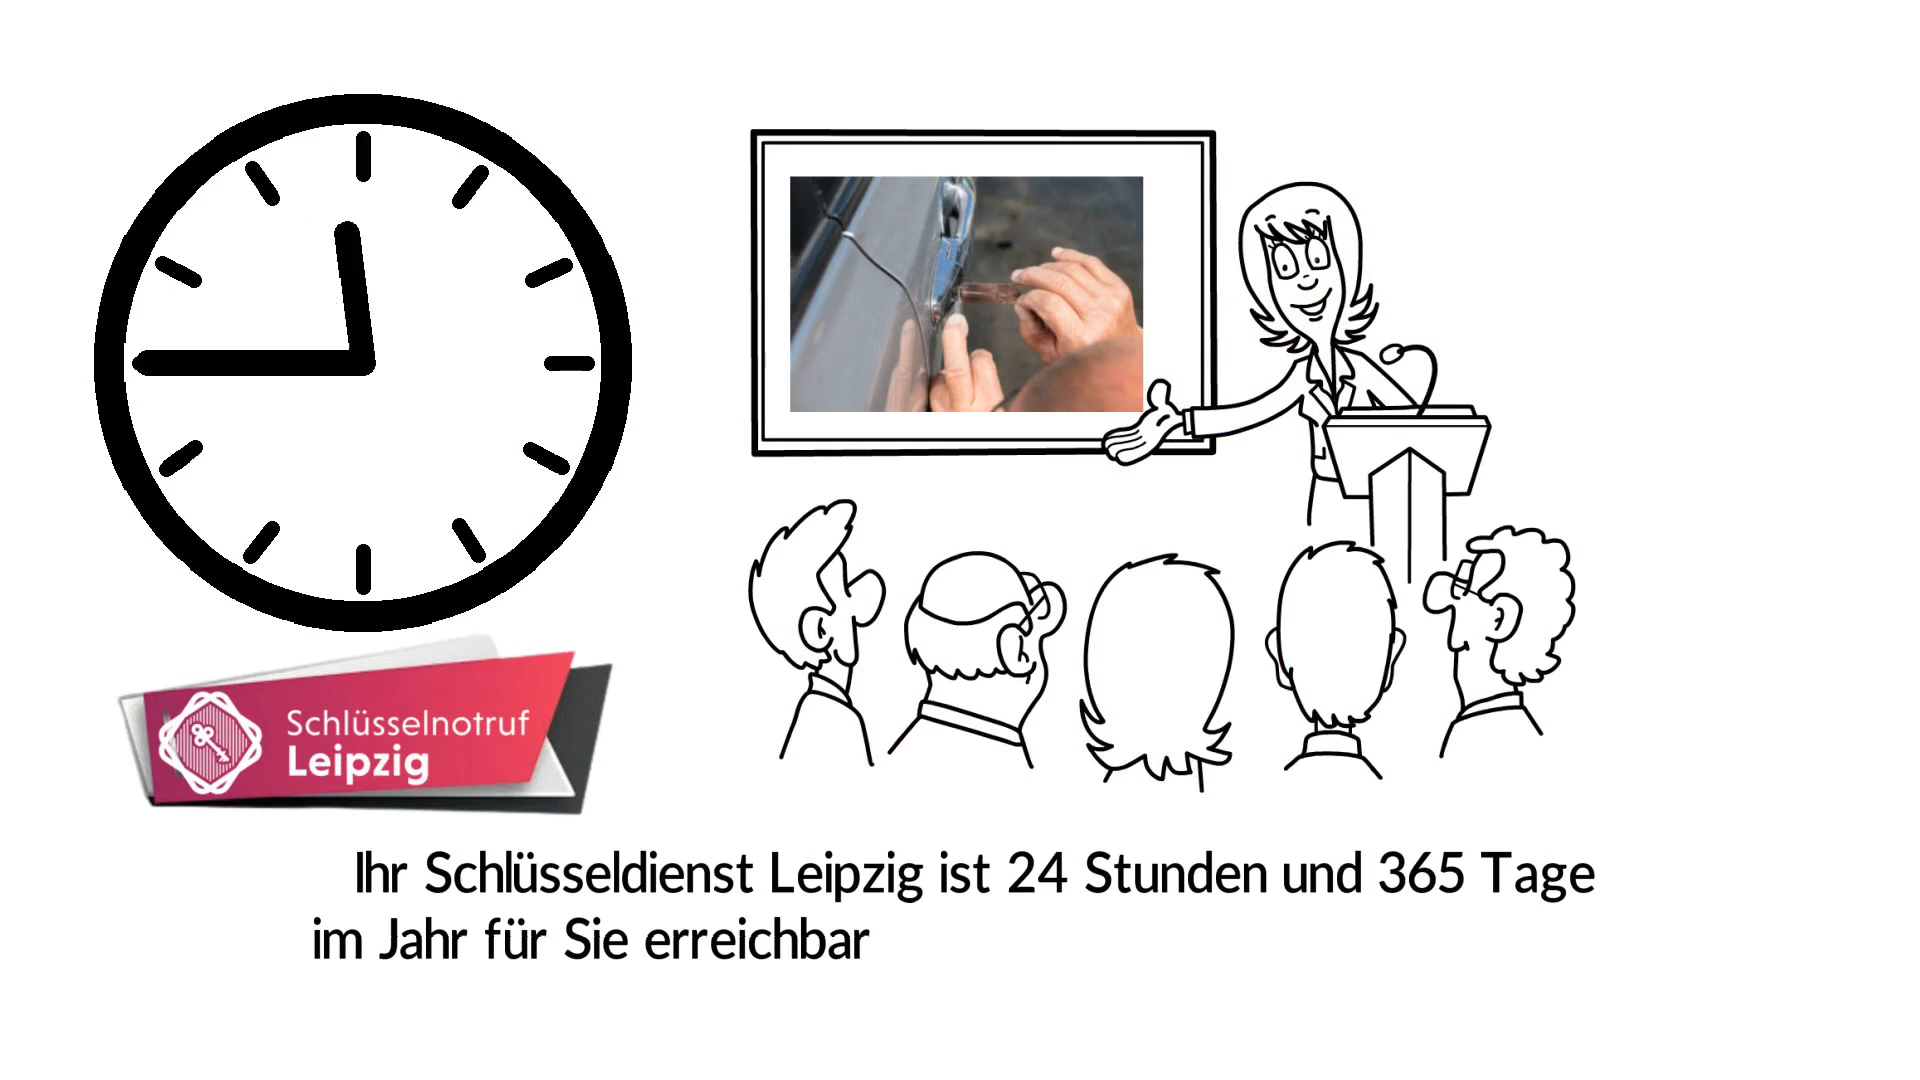 Schlüsselnotruf
Leipzig
Ihr Schlüsseldienst Leipzig ist 24 Stunden und 365 Tage
im Jahr für Sie erreichbar